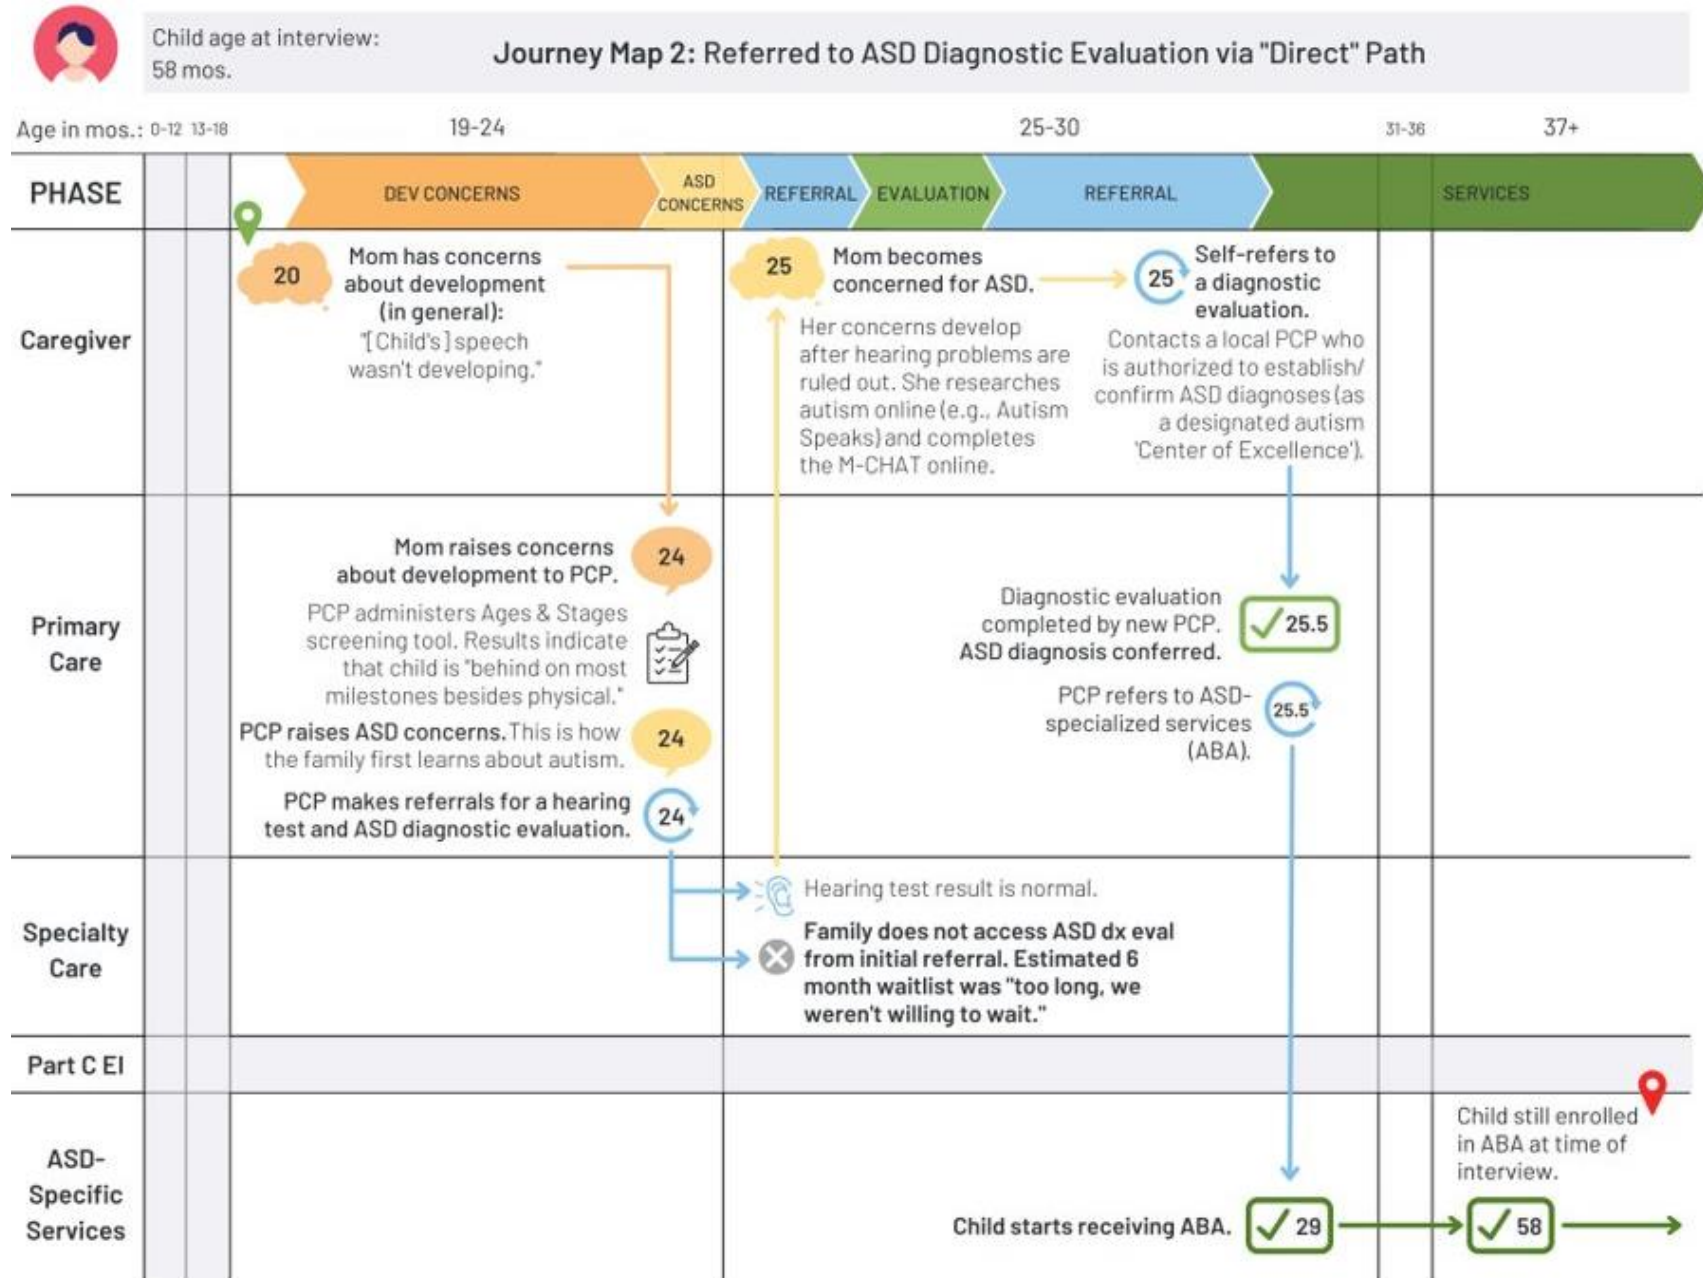 Child age at interview:
58 mos.
Journey Map 2: Referred to ASD Diagnostic Evaluation via "Direct" Path
Age in mos.: 0-12 13-18 19-24 25-30 31-36 37+
PHASE
DEV CONCERNS
ASD
CONCERNS
REFERRAL
EVALUATION
REFERRAL
SERVICES
Caregiver
20
Mom has concerns
about development
(in general):
"[Child's] speech
wasn't developing."
25
Mom becomes
concerned for ASD.
Her concerns develop
after hearing problems are
ruled out. She researches
autism online (e.g., Autism
Speaks) and completes
the M-CHAT online.
25
Self-refers to
a diagnostic
evaluation.
Contacts a local PCP who
is authorized to establish/
confirm ASD diagnoses (as
a designated autism
'Center of Excellence').
Primary
Care
Mom raises concerns
about development to PCP.
24
PCP administers Ages & Stages
screening tool. Results indicate
that child is "behind on most
milestones besides physical."
PCP raises ASD concerns. This is how
the family first learns about autism.
24
PCP makes referrals for a hearing
test and ASD diagnostic evaluation.
24
Diagnostic evaluation
completed by new PCP.
ASD diagnosis conferred.
25.5
PCP refers to ASD-
specialized services
(ABA).
25.5
Specialty
Care
Hearing test result is normal.
Family does not access ASD dx eval
from initial referral. Estimated 6
month waitlist was "too long, we
weren't willing to wait."
Part C EI
ASD-
Specific
Services
Child starts receiving ABA.
29
Child still enrolled
in ABA at time of
interview.
58